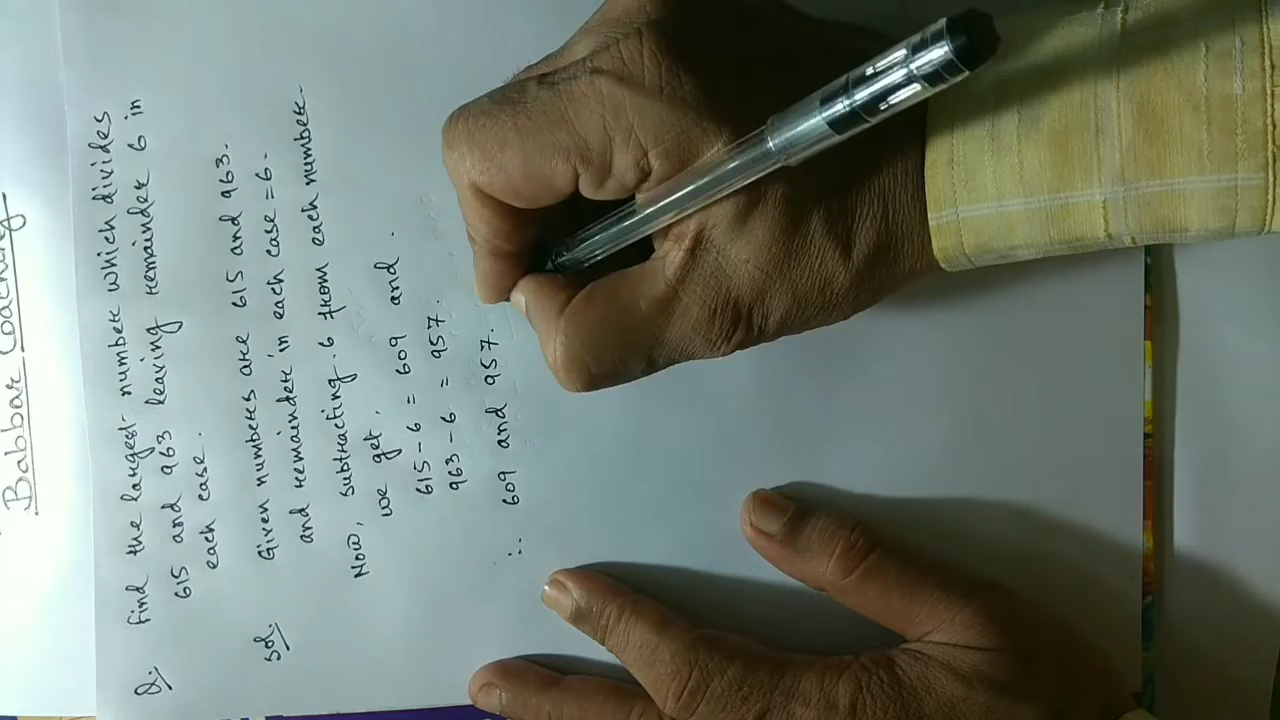 Babbar Coaching
Q. Find the largest number which divides
615 and 963 leaving remainder 6 in
each case.
Sol. Given numbers are 615 and 963.
and remainder in each case = 6.
Now, subtracting 6 from each number.
we get,
615 - 6 = 609 and .
963 - 6 = 957.
∴ 609 and 957.